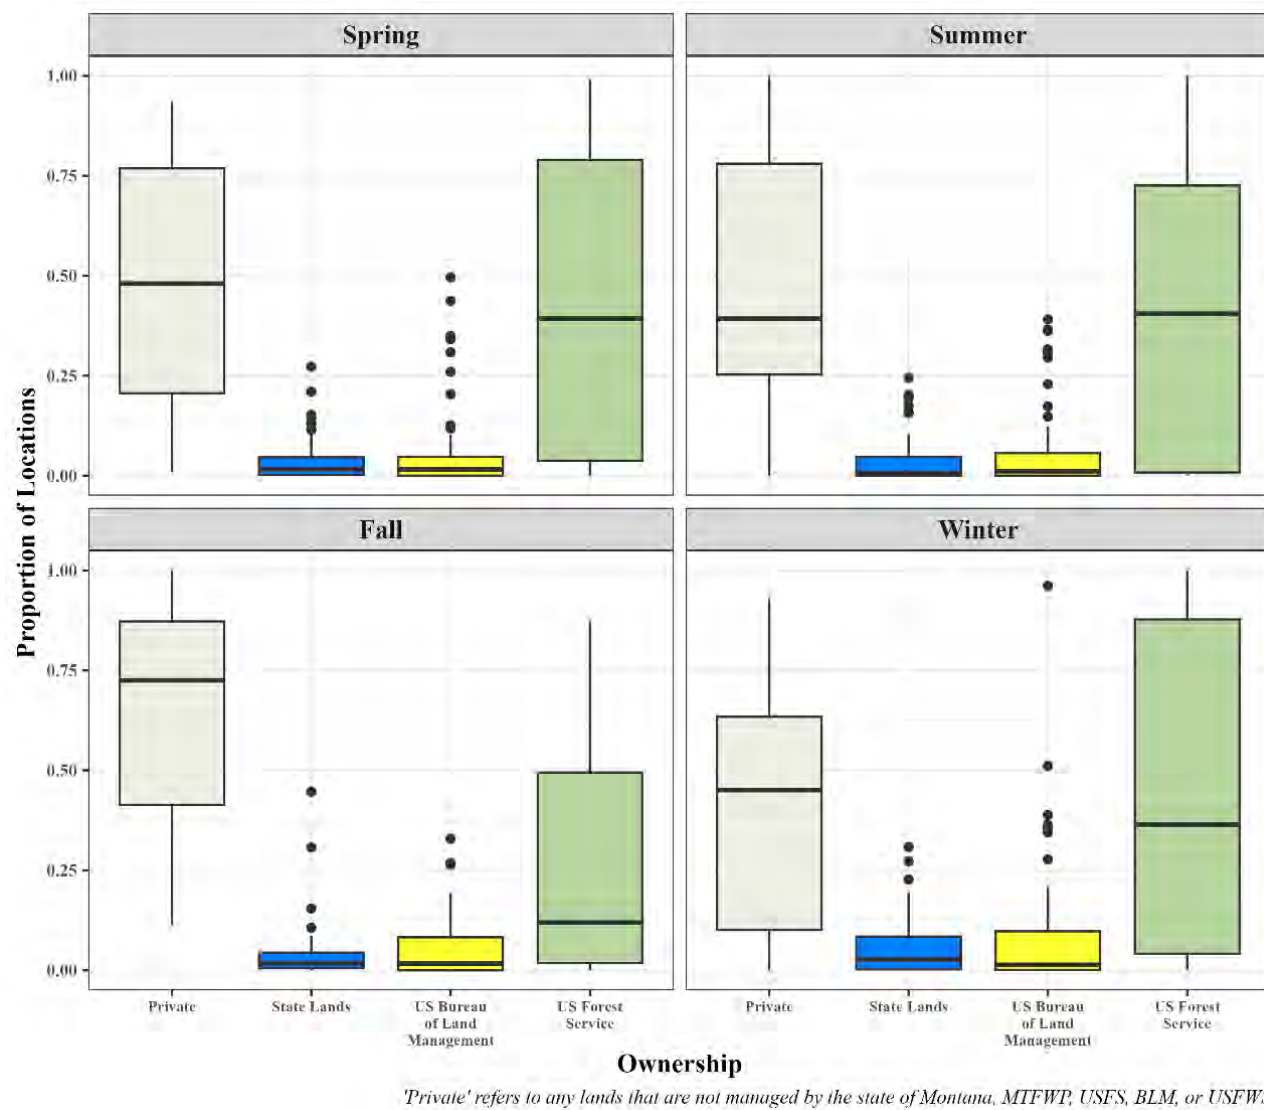 Spring
Summer
1.00
0.75
0.50
0.25
0.00
Fall
Winter
1.00
0.75
0.50
0.25
0.00
Proportion of Locations
Private
State Lands
US Bureau
of Land
Management
US Forest
Service
Private
State Lands
US Bureau
of Land
Management
US Forest
Service
Ownership
'Private' refers to any lands that are not managed by the state of Montana, MTFWP, USFS, BLM, or